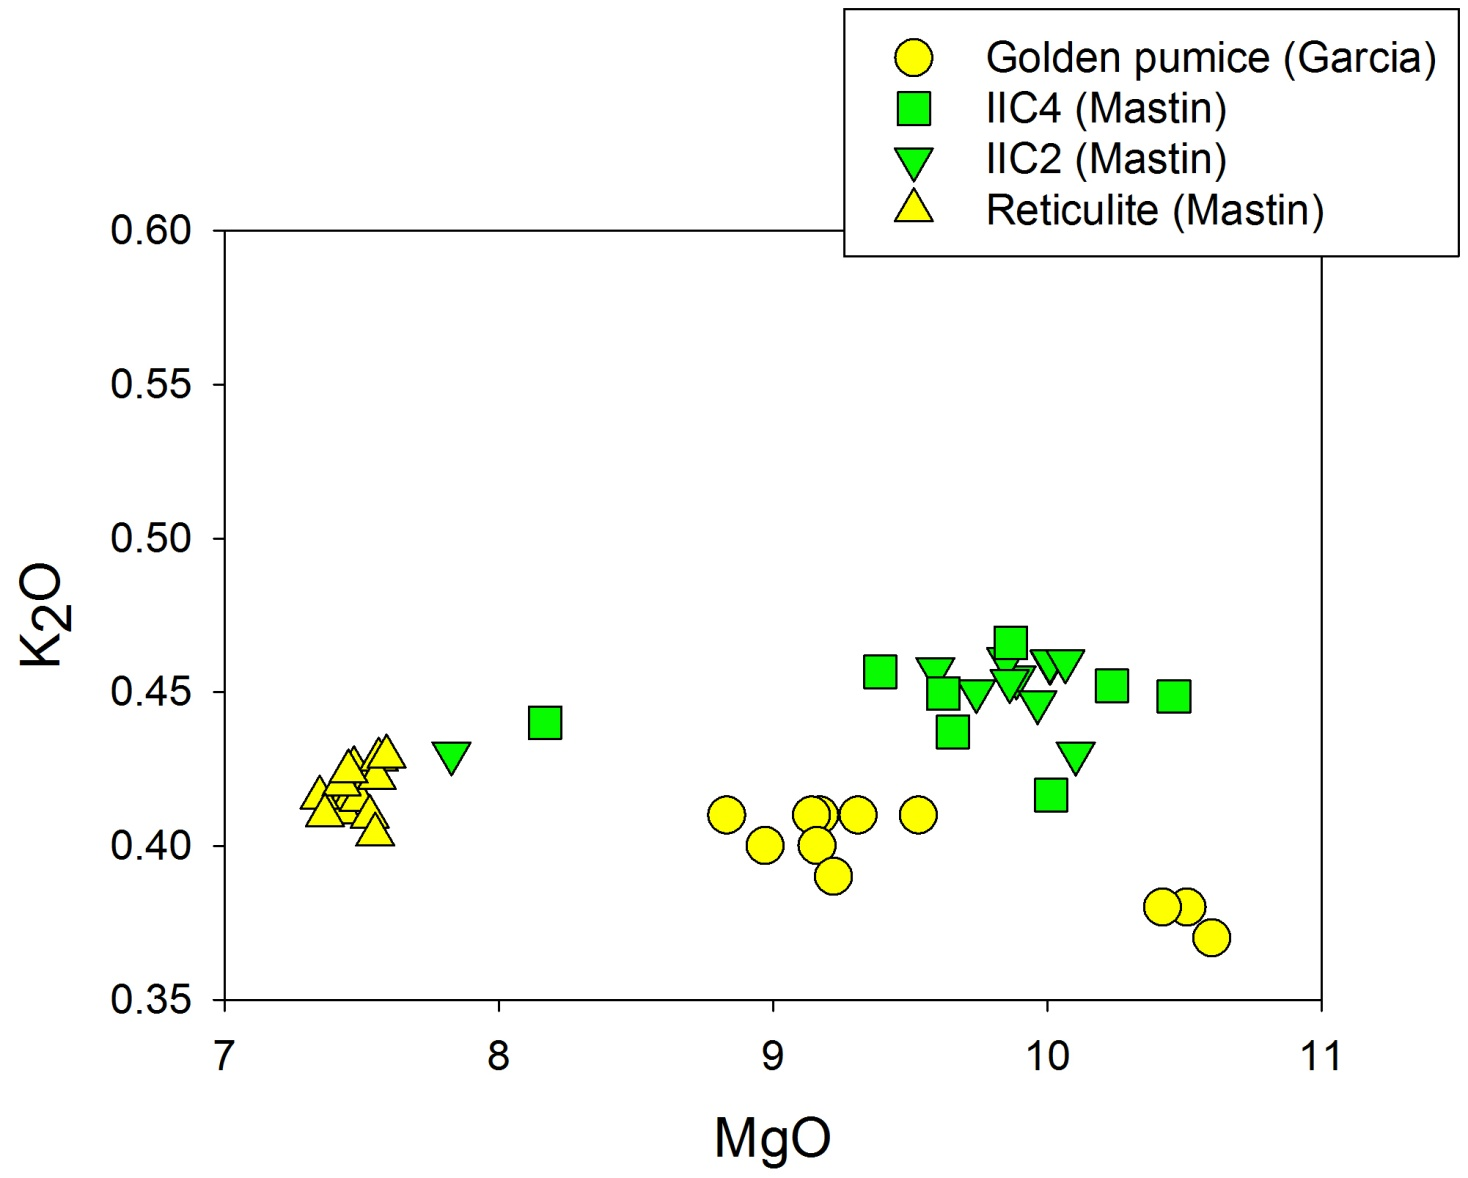 Golden pumice (Garcia)
IIC4 (Mastin)
IIC2 (Mastin)
Reticulite (Mastin)
0.60
0.55
0.50
0.45
0.40
0.35
K2O
7 8 9 10 11
MgO